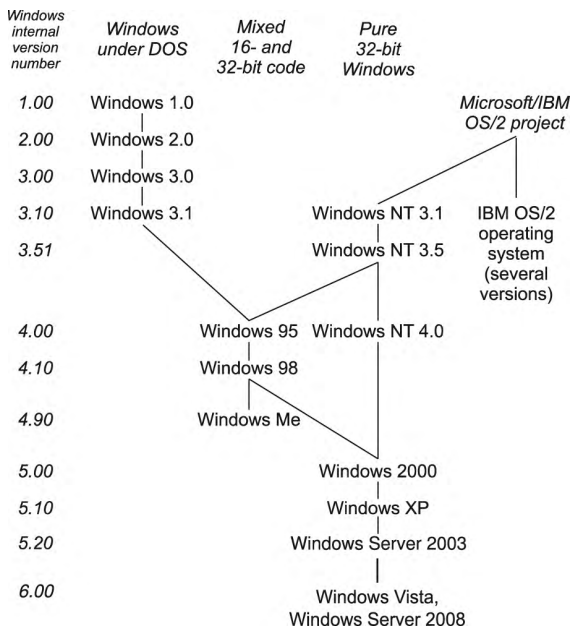 Windows
internal
version
number
Windows
under DOS
Mixed
16- and
32-bit code
Pure
32-bit
Windows
1.00 Windows 1.0 Microsoft/IBM
OS/2 project
2.00 Windows 2.0
3.00 Windows 3.0
3.10 Windows 3.1 Windows NT 3.1 IBM OS/2
operating
system
(several
versions)
3.51 Windows NT 3.5
4.00 Windows 95 Windows NT 4.0
4.10 Windows 98
4.90 Windows Me
5.00 Windows 2000
5.10 Windows XP
5.20 Windows Server 2003
6.00 Windows Vista,
Windows Server 2008